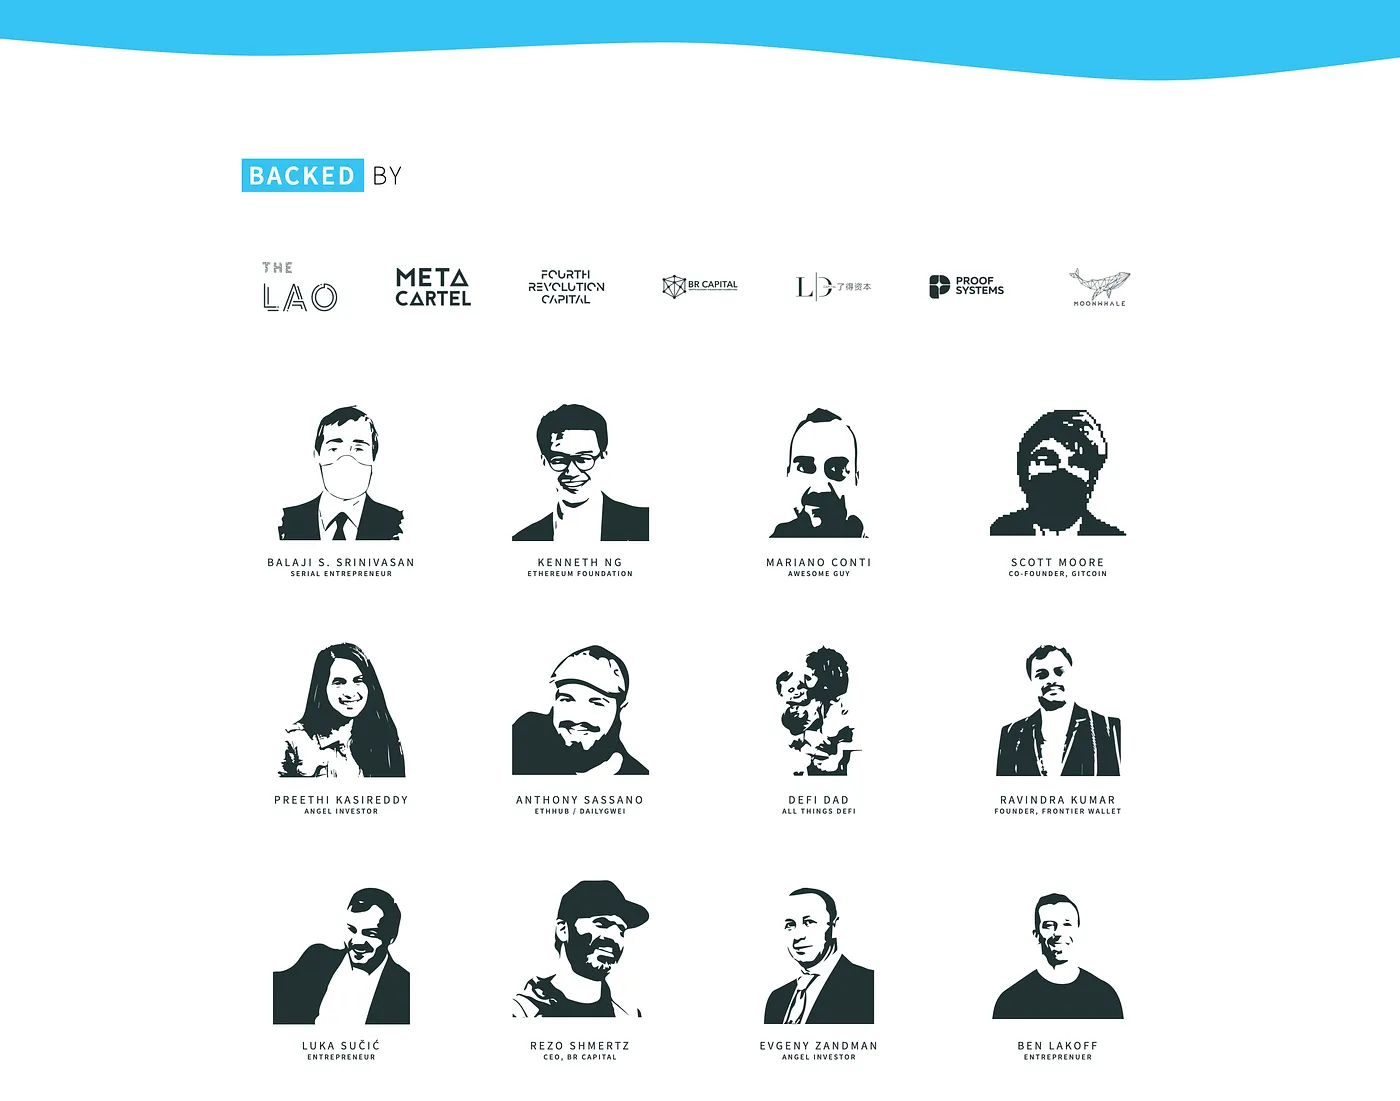 BACKED BY
THE
LAO
META
CARTEL
FOURTH
REVOLUTION
CAPITAL
BR CAPITAL
LD 了得资本
PROOF
SYSTEMS
MOONWHALE
BALAJI S. SRINIVASAN
SERIAL ENTREPRENEUR
KENNETH NG
ETHEREUM FOUNDATION
MARIANO CONTI
AWESOME GUY
SCOTT MOORE
CO-FOUNDER, GITCOIN
PREETHI KASIREDDY
ANGEL INVESTOR
ANTHONY SASSANO
ETHHUB / DAILYGWEI
DEFI DAD
ALL THINGS DEFI
RAVINDRA KUMAR
FOUNDER, FRONTIER WALLET
LUKA SUČIĆ
ENTREPRENEUR
REZO SHMERTZ
CEO, BR CAPITAL
EVGENY ZANDMAN
ANGEL INVESTOR
BEN LAKOFF
ENTREPRENUER